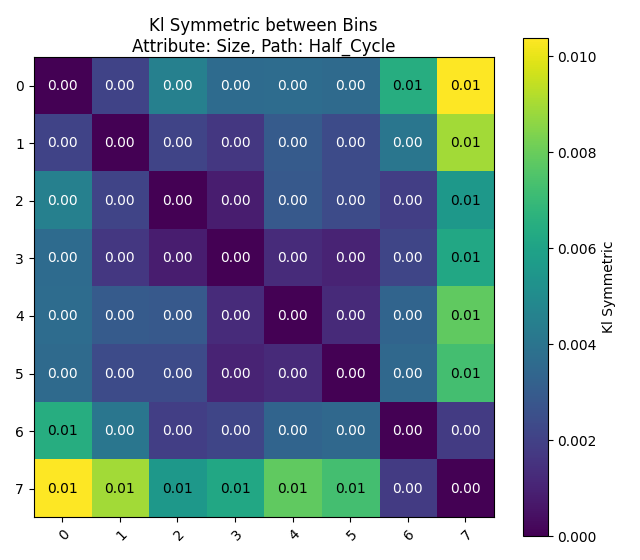 Kl Symmetric between Bins
Attribute: Size, Path: Half_Cycle
0 0.00 0.00 0.00 0.00 0.00 0.00 0.01 0.01
1 0.00 0.00 0.00 0.00 0.00 0.00 0.00 0.01
2 0.00 0.00 0.00 0.00 0.00 0.00 0.00 0.01
3 0.00 0.00 0.00 0.00 0.00 0.00 0.00 0.01
4 0.00 0.00 0.00 0.00 0.00 0.00 0.00 0.01
5 0.00 0.00 0.00 0.00 0.00 0.00 0.00 0.01
6 0.01 0.00 0.00 0.00 0.00 0.00 0.00 0.00
7 0.01 0.01 0.01 0.01 0.01 0.01 0.00 0.00
0 1 2 3 4 5 6 7
0.010
0.008
0.006
0.004
0.002
0.000
Kl Symmetric